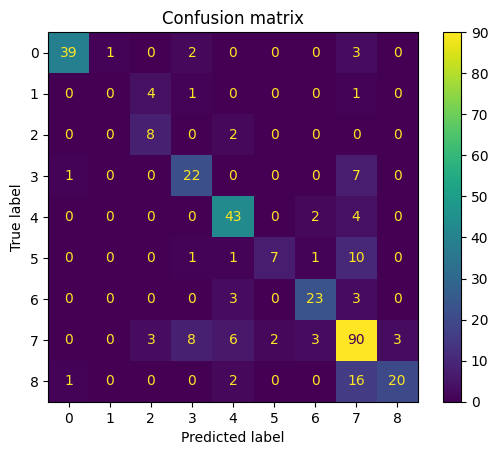 Confusion matrix
True label
0 39 1 0 2 0 0 0 3 0
1 0 0 4 1 0 0 0 1 0
2 0 0 8 0 2 0 0 0 0
3 1 0 0 22 0 0 0 7 0
4 0 0 0 0 43 0 2 4 0
5 0 0 0 1 1 7 1 10 0
6 0 0 0 0 3 0 23 3 0
7 0 0 3 8 6 2 3 90 3
8 1 0 0 0 2 0 0 16 20
0 1 2 3 4 5 6 7 8
Predicted label
90
80
70
60
50
40
30
20
10
0